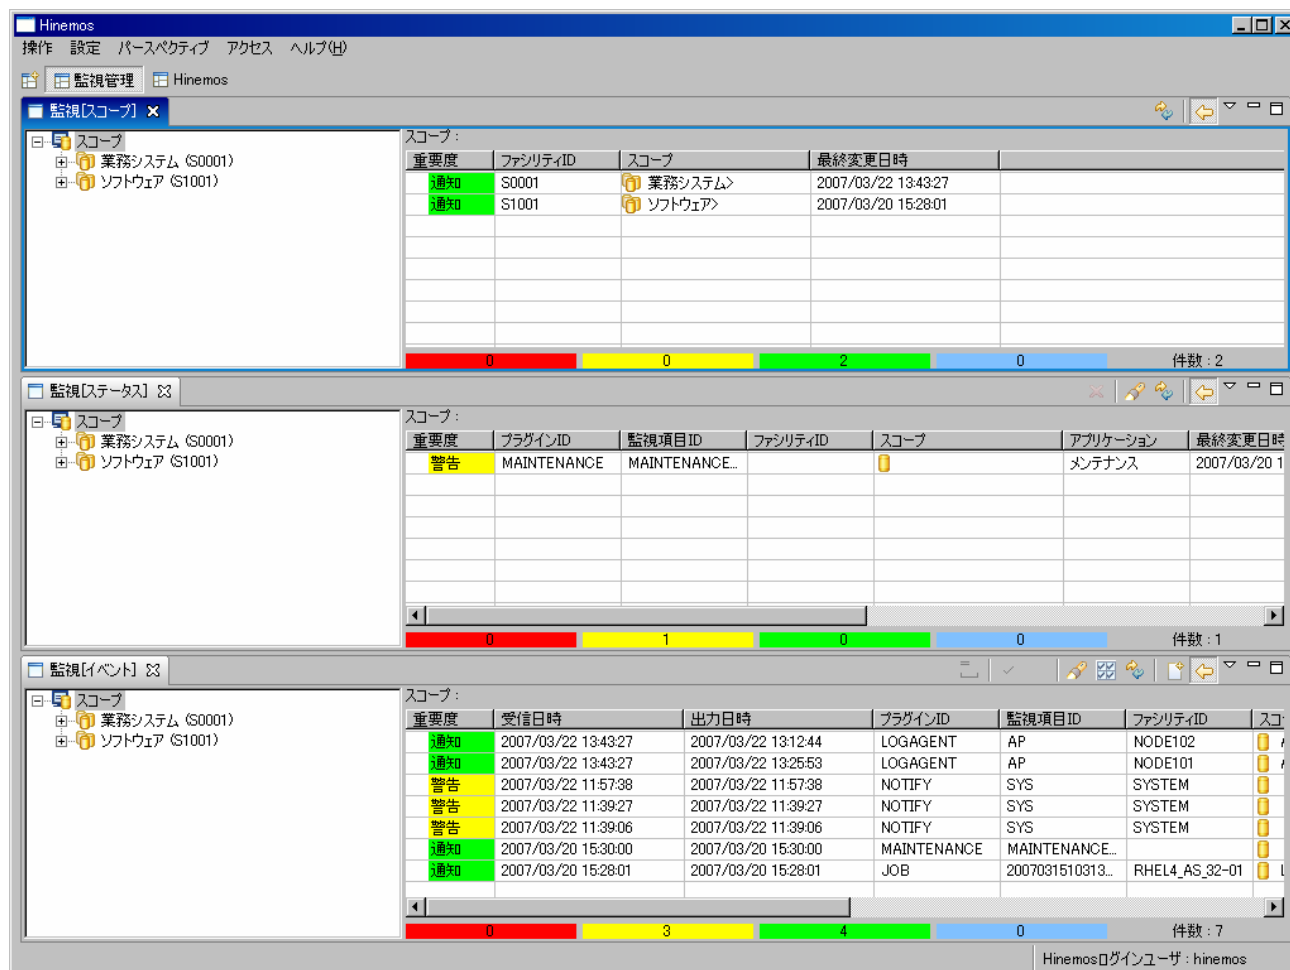 Hinemos
操作 設定 パースペクティブ アクセス ヘルプ(H)
監視管理 Hinemos
監視[スコープ]
スコープ
業務システム (S0001)
ソフトウェア (S1001)
スコープ :
重要度 ファシリティID スコープ 最終変更日時
通知 S0001 業務システム> 2007/03/22 13:43:27
通知 S1001 ソフトウェア> 2007/03/20 15:28:01
0 0 2 0 件数 : 2
監視[ステータス]
スコープ
業務システム (S0001)
ソフトウェア (S1001)
スコープ :
重要度 プラグインID 監視項目ID ファシリティID スコープ アプリケーション 最終変更日時
警告 MAINTENANCE MAINTENANCE... メンテナンス 2007/03/20 1
0 1 0 0 件数 : 1
監視[イベント]
スコープ
業務システム (S0001)
ソフトウェア (S1001)
スコープ :
重要度 受信日時 出力日時 プラグインID 監視項目ID ファシリティID スコ
通知 2007/03/22 13:43:27 2007/03/22 13:12:44 LOGAGENT AP NODE102
通知 2007/03/22 13:43:27 2007/03/22 13:25:53 LOGAGENT AP NODE101
警告 2007/03/22 11:57:38 2007/03/22 11:57:38 NOTIFY SYS SYSTEM
警告 2007/03/22 11:39:27 2007/03/22 11:39:27 NOTIFY SYS SYSTEM
警告 2007/03/22 11:39:06 2007/03/22 11:39:06 NOTIFY SYS SYSTEM
通知 2007/03/20 15:30:00 2007/03/20 15:30:00 MAINTENANCE MAINTENANCE...
通知 2007/03/20 15:28:01 2007/03/20 15:28:01 JOB 2007031510313... RHEL4_AS_32-01
0 3 4 0 件数 : 7
Hinemosログインユーザ : hinemos